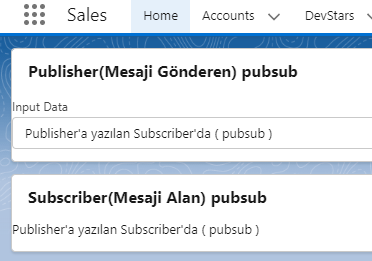 Sales Home Accounts DevStars
Publisher(Mesaji Gönderen) pubsub
Input Data
Publisher'a yazılan Subscriber'da ( pubsub )
Subscriber(Mesaji Alan) pubsub
Publisher'a yazılan Subscriber'da ( pubsub )